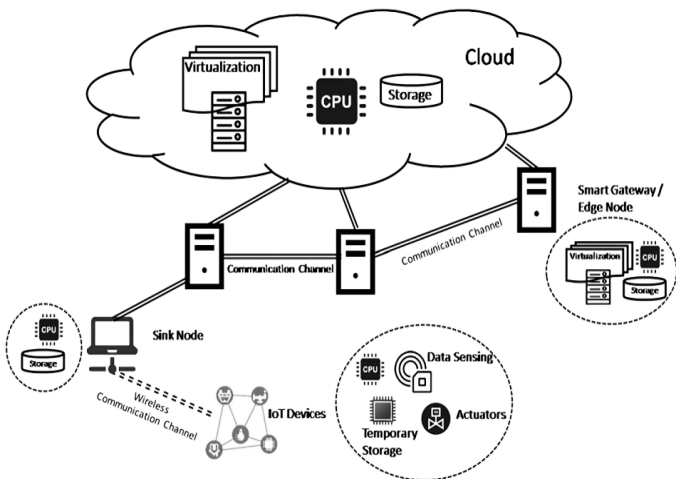 Cloud
Virtualization
CPU
Storage
Smart Gateway /
Edge Node
Communication Channel
Communication Channel
Virtualization
CPU
Storage
Sink Node
CPU
Storage
Wireless
Communication Channel
IoT Devices
CPU
Data Sensing
Temporary
Storage
Actuators